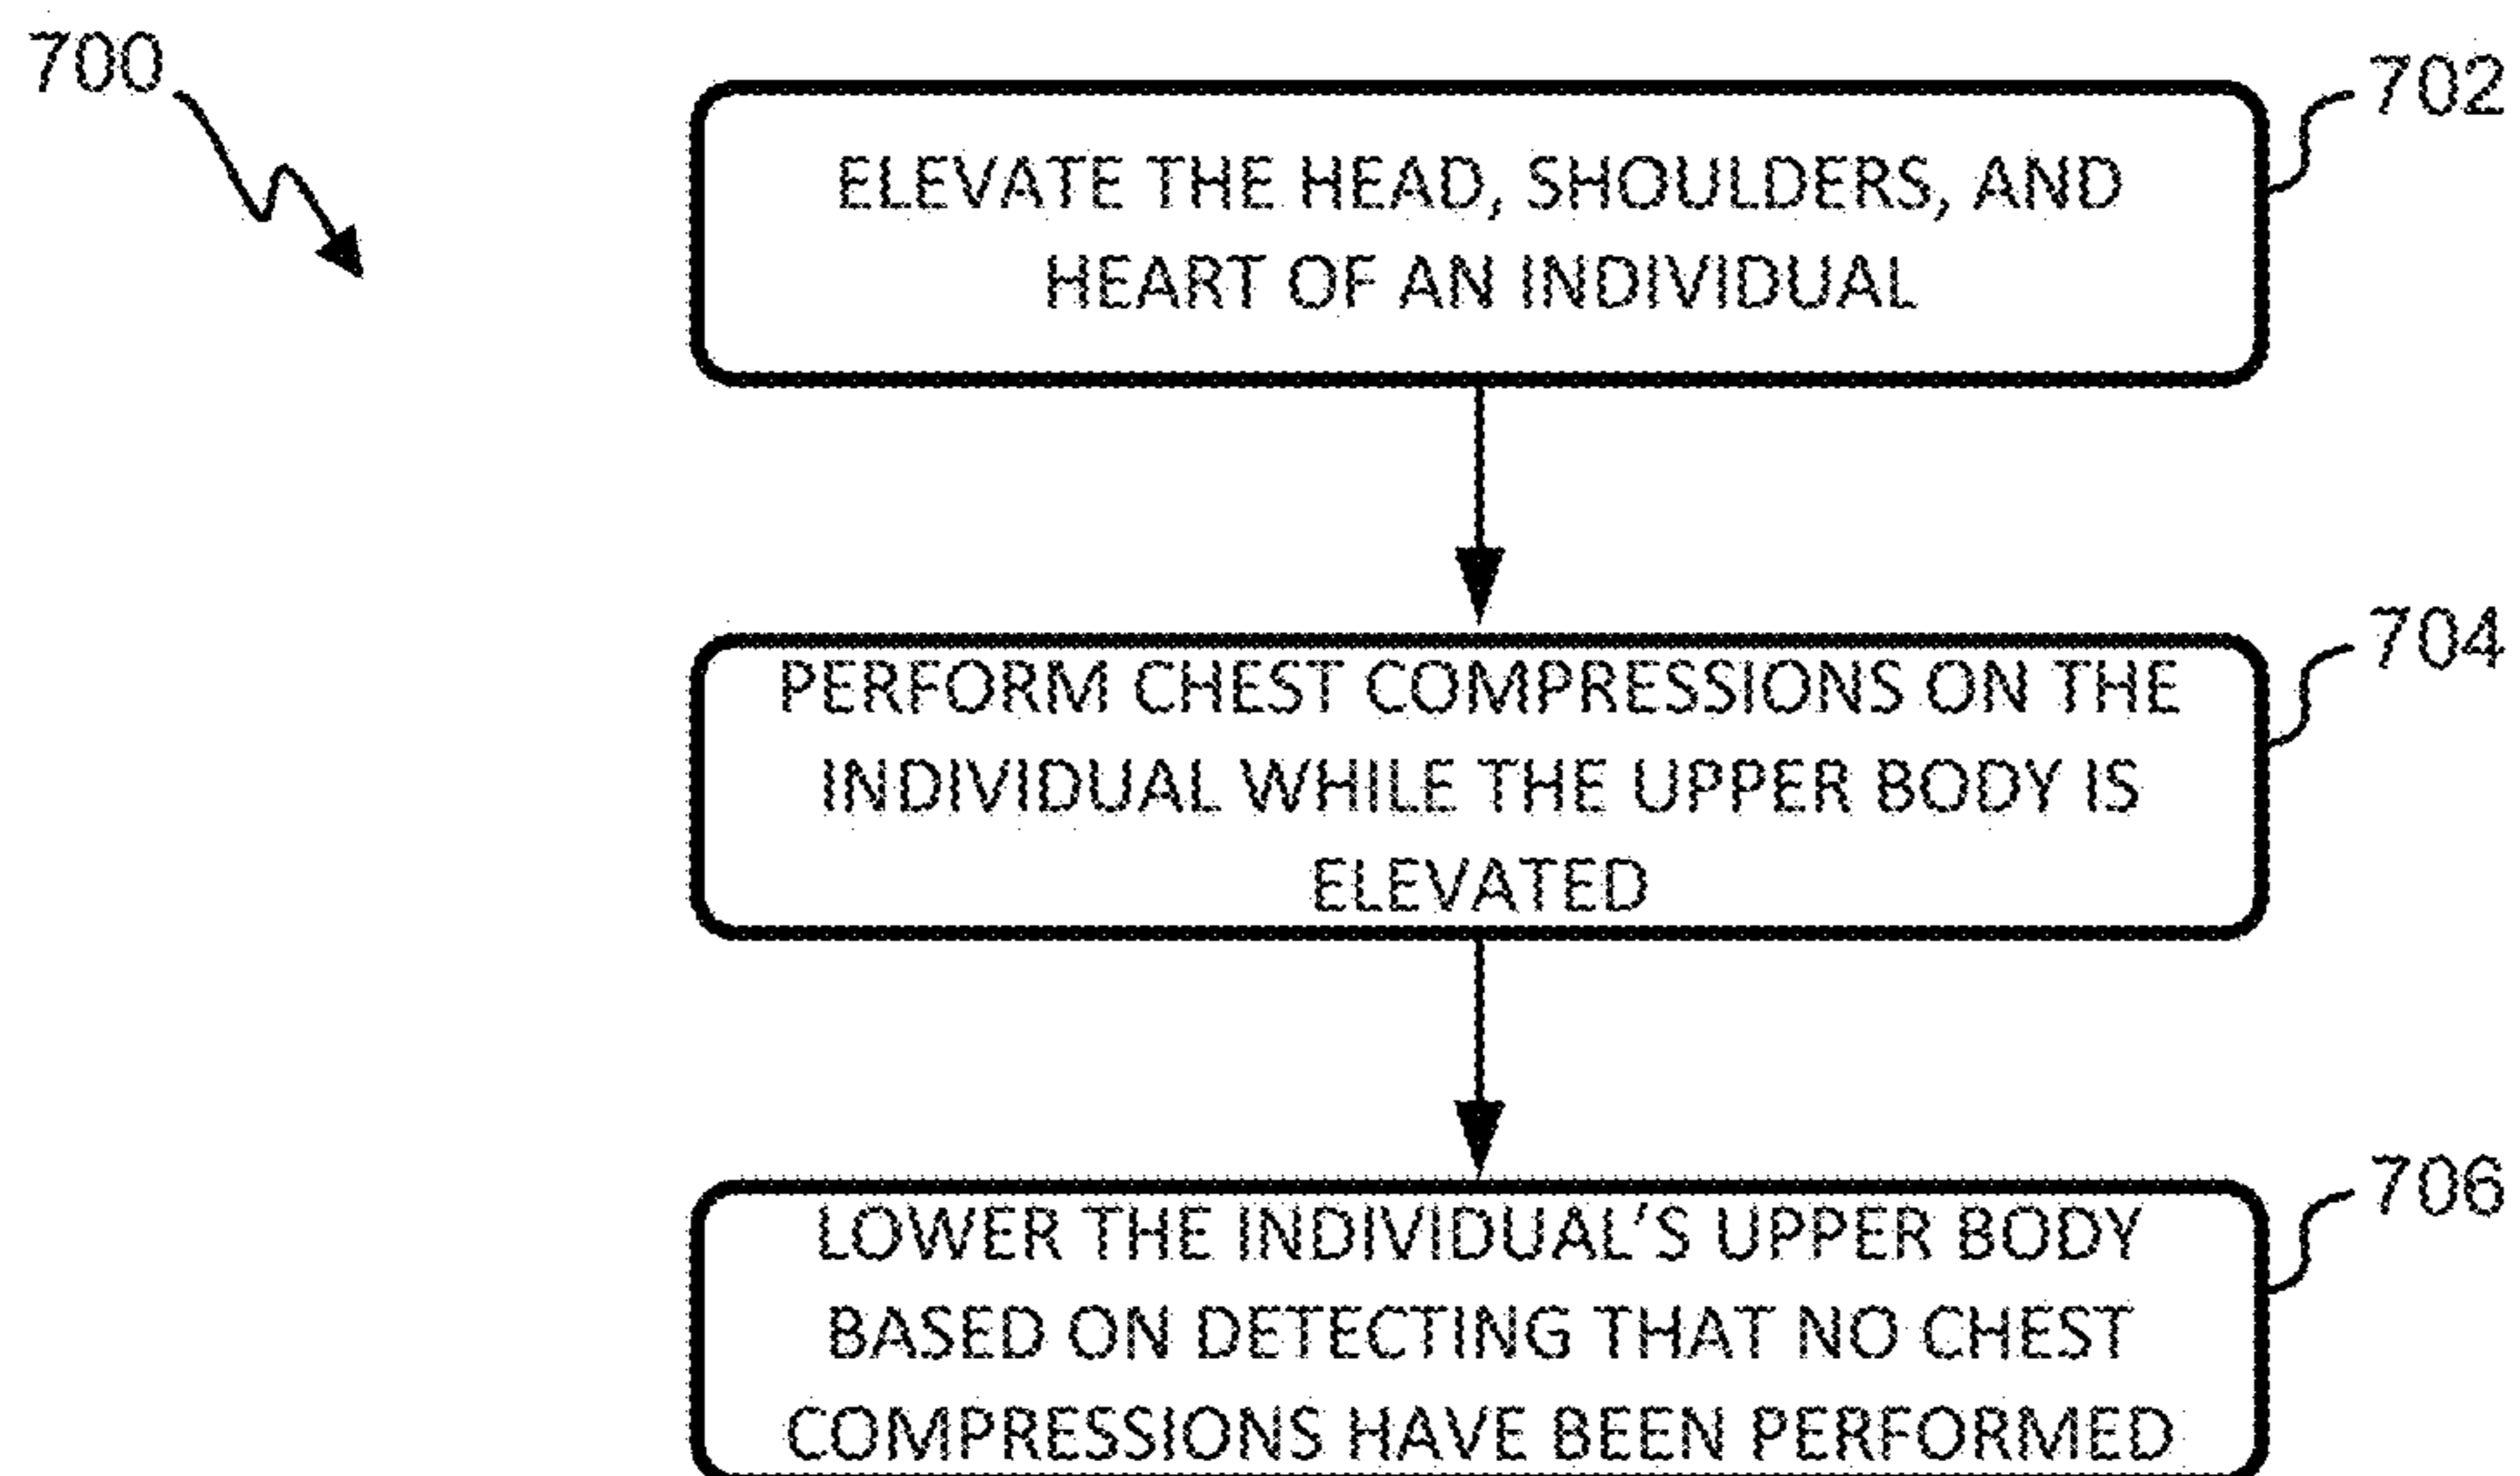 700
702
ELEVATE THE HEAD, SHOULDERS, AND
HEART OF AN INDIVIDUAL
704
PERFORM CHEST COMPRESSIONS ON THE
INDIVIDUAL WHILE THE UPPER BODY IS
ELEVATED
706
LOWER THE INDIVIDUAL'S UPPER BODY
BASED ON DETECTING THAT NO CHEST
COMPRESSIONS HAVE BEEN PERFORMED